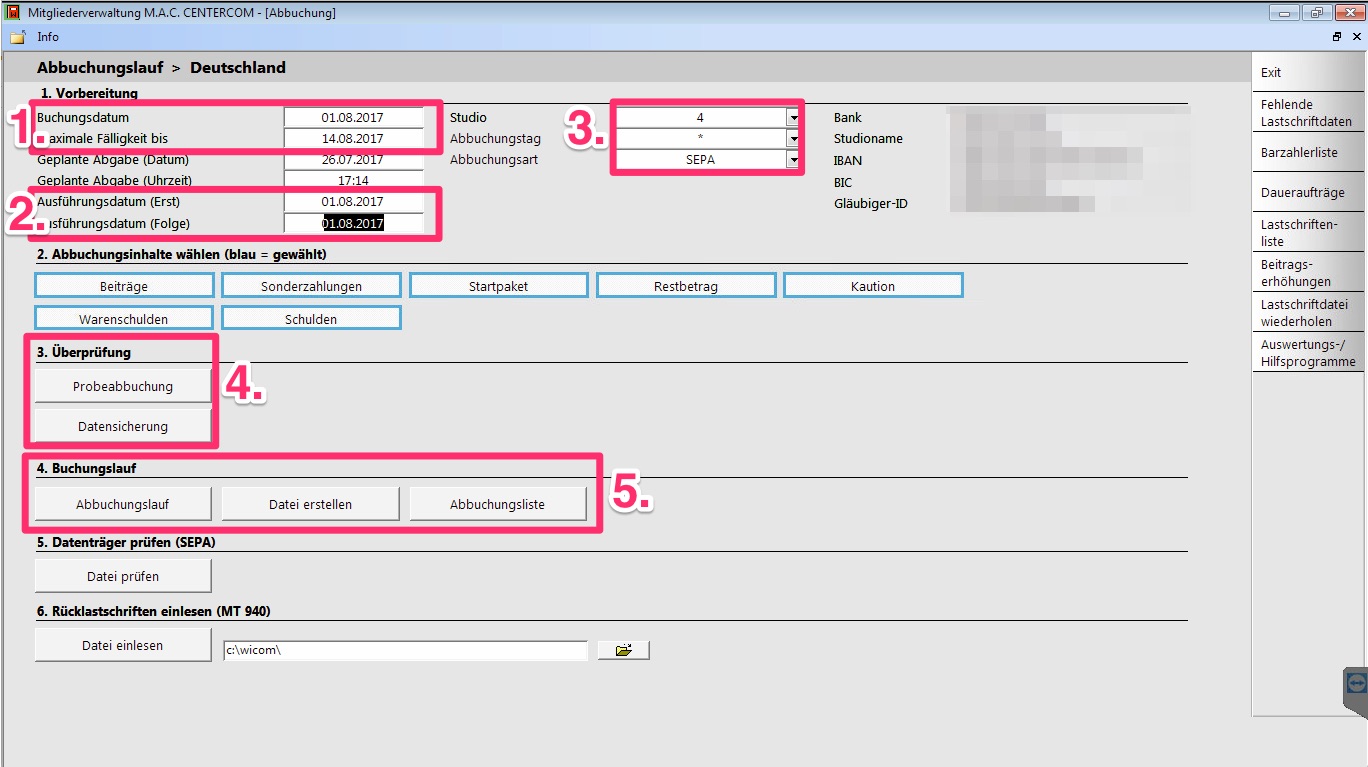 Mitgliederverwaltung M.A.C. CENTERCOM - [Abbuchung]
Info
Abbuchungslauf > Deutschland
1. Vorbereitung
1.
Buchungsdatum 01.08.2017
Maximale Fälligkeit bis 14.08.2017
Geplante Abgabe (Datum) 26.07.2017
Geplante Abgabe (Uhrzeit) 17:14
2.
Ausführungsdatum (Erst) 01.08.2017
Ausführungsdatum (Folge) 01.08.2017
3.
Studio 4
Abbuchungstag *
Abbuchungsart SEPA
Bank
Studioname
IBAN
BIC
Gläubiger-ID
2. Abbuchungsinhalte wählen (blau = gewählt)
Beiträge Sonderzahlungen Startpaket Restbetrag Kaution
Warenschulden Schulden
3. Überprüfung
Probeabbuchung
4.
Datensicherung
4. Buchungslauf
Abbuchungslauf Datei erstellen Abbuchungsliste
5.
5. Datenträger prüfen (SEPA)
Datei prüfen
6. Rücklastschriften einlesen (MT 940)
Datei einlesen c:\wicom\
Exit
Fehlende
Lastschriftdaten
Barzahlerliste
Daueraufträge
Lastschriften-
liste
Beitrags-
erhöhungen
Lastschriftdatei
wiederholen
Auswertungs-/
Hilfsprogramme